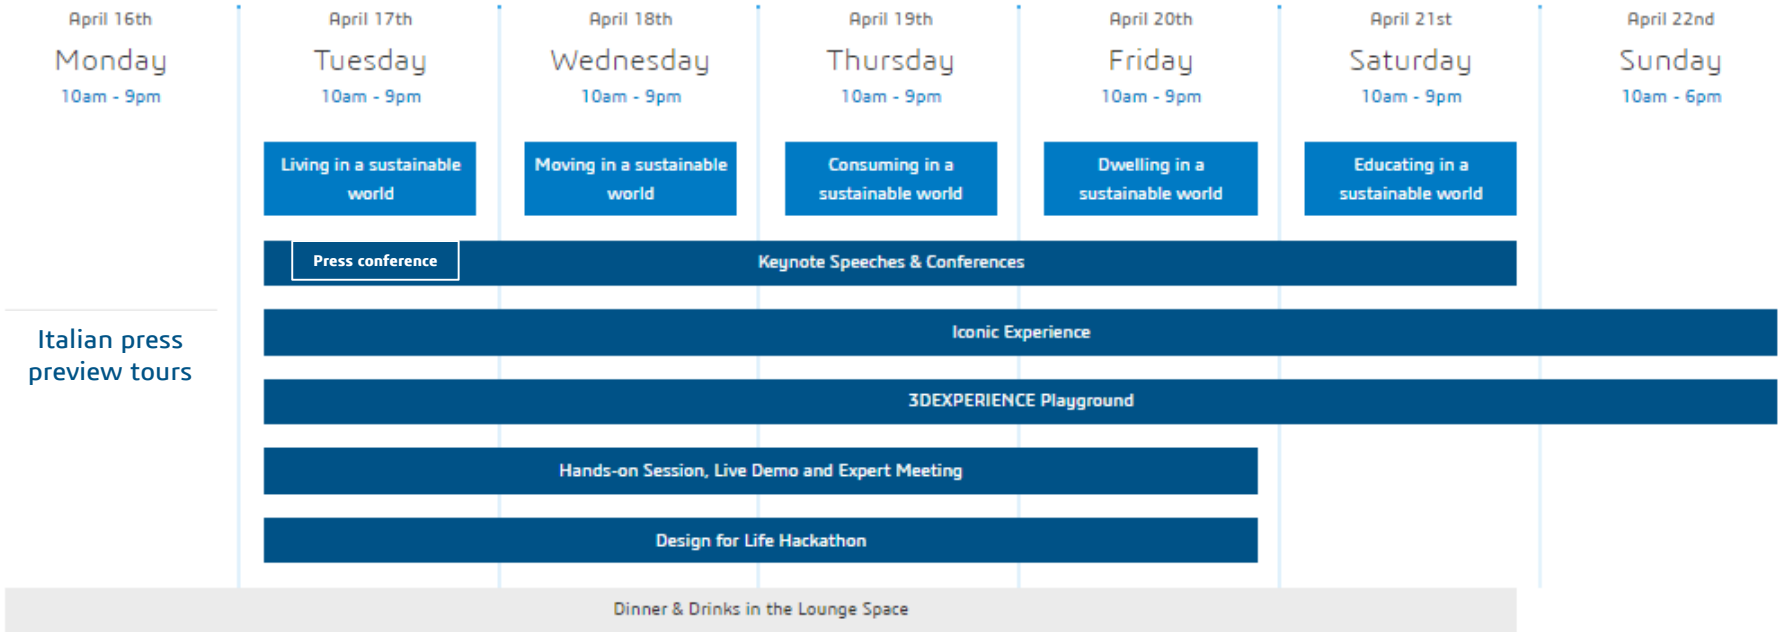 April 16th
Monday
10am - 9pm
April 17th
Tuesday
10am - 9pm
April 18th
Wednesday
10am - 9pm
April 19th
Thursday
10am - 9pm
April 20th
Friday
10am - 9pm
April 21st
Saturday
10am - 9pm
April 22nd
Sunday
10am - 6pm
Living in a sustainable
world
Moving in a sustainable
world
Consuming in a
sustainable world
Dwelling in a
sustainable world
Educating in a
sustainable world
Press conference
Keynote Speeches & Conferences
Italian press
preview tours
Iconic Experience
3DEXPERIENCE Playground
Hands-on Session, Live Demo and Expert Meeting
Design for Life Hackathon
Dinner & Drinks in the Lounge Space